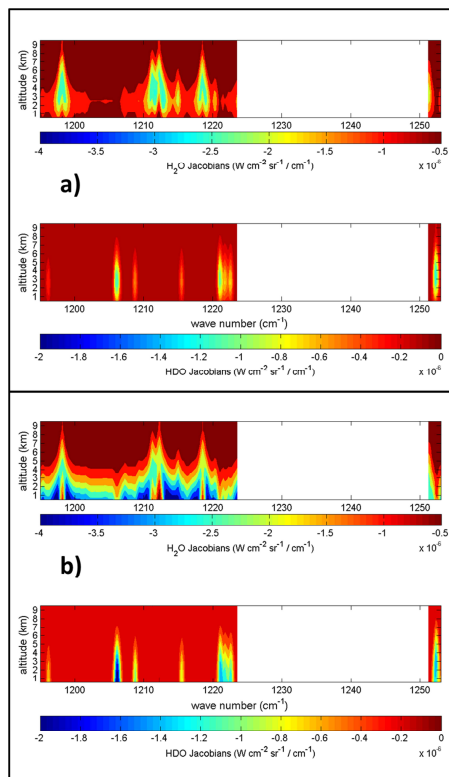 9
8
altitude (km)
7
6
5
4
3
2
1
1200 1210 1220 1230 1240 1250
-4 -3.5 -3 -2.5 -2 -1.5 -1 -0.5
H2O Jacobians (W cm-2 sr-1 / cm-1) x 10-6
a)
9
8
altitude (km)
7
6
5
4
3
2
1
1200 1210 1220 1230 1240 1250
wave number (cm-1)
-2 -1.8 -1.6 -1.4 -1.2 -1 -0.8 -0.6 -0.4 -0.2 0
HDO Jacobians (W cm-2 sr-1 / cm-1) x 10-6
9
8
altitude (km)
7
6
5
4
3
2
1
1200 1210 1220 1230 1240 1250
-4 -3.5 -3 -2.5 -2 -1.5 -1 -0.5
H2O Jacobians (W cm-2 sr-1 / cm-1) x 10-6
b)
9
8
altitude (km)
7
6
5
4
3
2
1
1200 1210 1220 1230 1240 1250
wave number (cm-1)
-2 -1.8 -1.6 -1.4 -1.2 -1 -0.8 -0.6 -0.4 -0.2 0
HDO Jacobians (W cm-2 sr-1 / cm-1) x 10-6